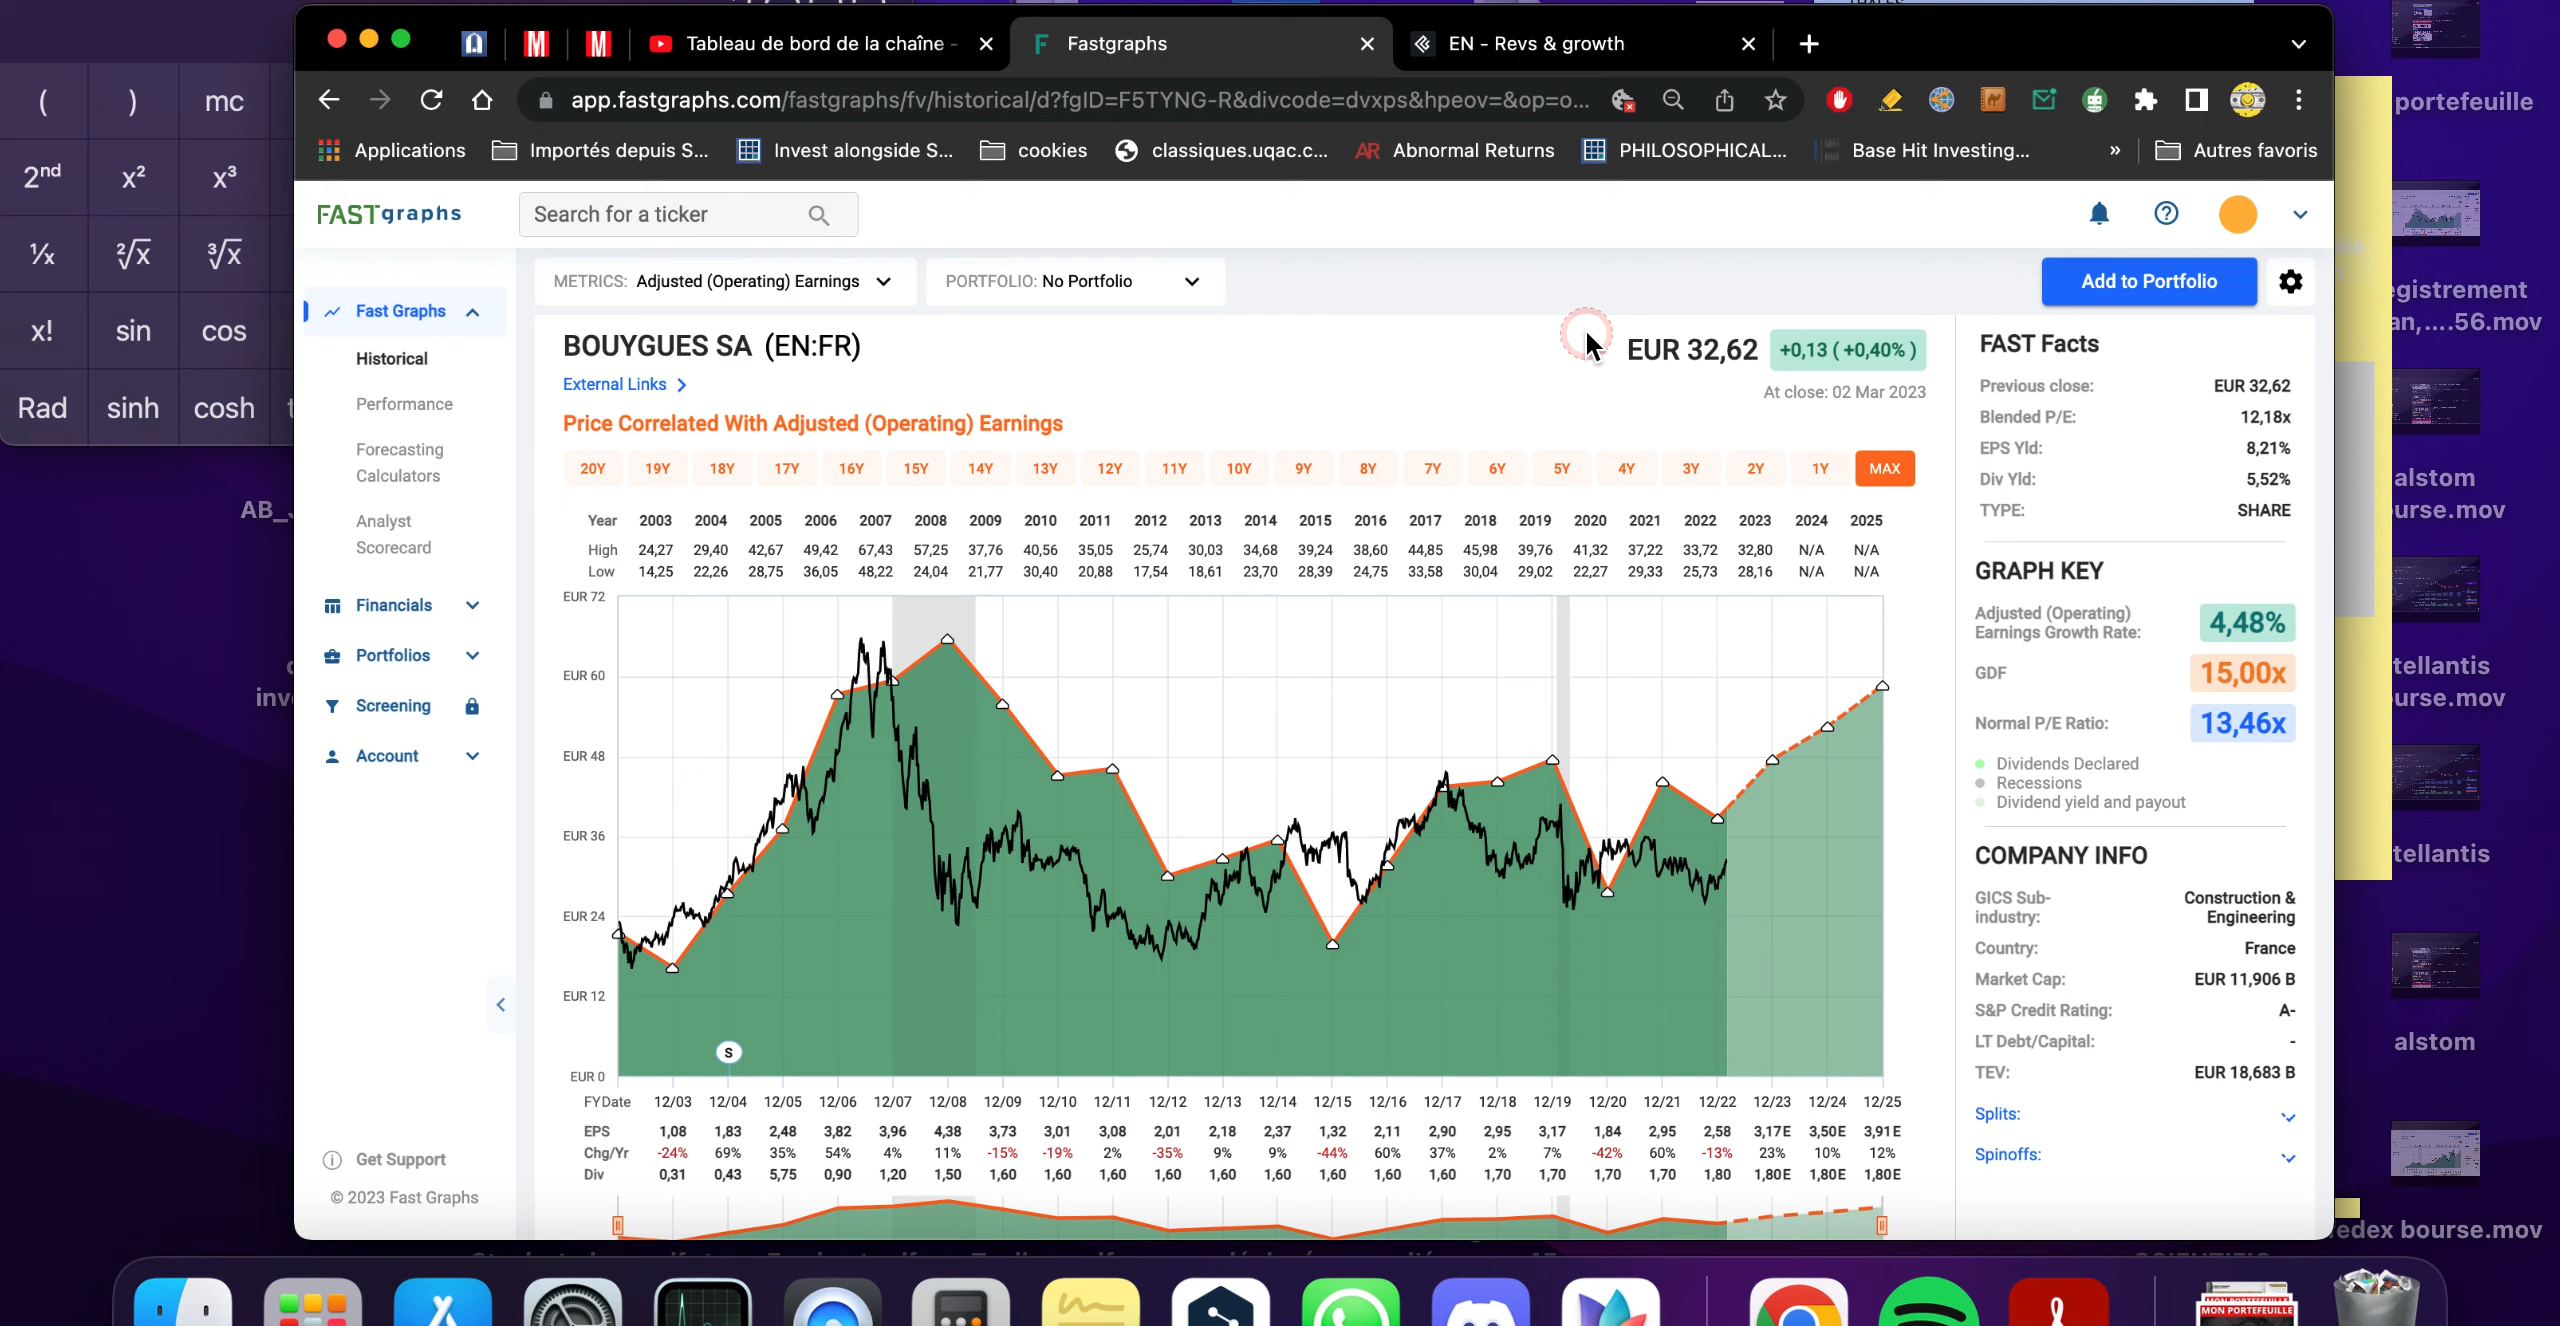 Tableau de bord de la chaîne -
Fastgraphs
EN - Revs & growth
app.fastgraphs.com/fastgraphs/fv/historical/d?fgID=F5TYNG-R&divcode=dvxps&hpeov=&op=o...
Applications
Importés depuis S...
Invest alongside S...
cookies
classiques.uqac.c...
AR Abnormal Returns
PHILOSOPHICAL...
Base Hit Investing...
»
Autres favoris
( ) mc
2nd x² x³
¹⁄x ²√x ³√x
x! sin cos
Rad sinh cosh
AB_
inv
FASTgraphs
Search for a ticker
METRICS: Adjusted (Operating) Earnings
PORTFOLIO: No Portfolio
Add to Portfolio
Fast Graphs
Historical
Performance
Forecasting
Calculators
Analyst
Scorecard
Financials
Portfolios
Screening
Account
Get Support
© 2023 Fast Graphs
BOUYGUES SA (EN:FR)
EUR 32,62 +0,13 ( +0,40% )
External Links
At close: 02 Mar 2023
Price Correlated With Adjusted (Operating) Earnings
20Y 19Y 18Y 17Y 16Y 15Y 14Y 13Y 12Y 11Y 10Y 9Y 8Y 7Y 6Y 5Y 4Y 3Y 2Y 1Y MAX
Year 2003 2004 2005 2006 2007 2008 2009 2010 2011 2012 2013 2014 2015 2016 2017 2018 2019 2020 2021 2022 2023 2024 2025
High 24,27 29,40 42,67 49,42 67,43 57,25 37,76 40,56 35,05 25,74 30,03 34,68 39,24 38,60 44,85 45,98 39,76 41,32 37,22 33,72 32,80 N/A N/A
Low 14,25 22,26 28,75 36,05 48,22 24,04 21,77 30,40 20,88 17,54 18,61 23,70 28,39 24,75 33,58 30,04 29,02 22,27 29,33 25,73 28,16 N/A N/A
EUR 72
EUR 60
EUR 48
EUR 36
EUR 24
EUR 12
S
EUR 0
FYDate 12/03 12/04 12/05 12/06 12/07 12/08 12/09 12/10 12/11 12/12 12/13 12/14 12/15 12/16 12/17 12/18 12/19 12/20 12/21 12/22 12/23 12/24 12/25
EPS 1,08 1,83 2,48 3,82 3,96 4,38 3,73 3,01 3,08 2,01 2,18 2,37 1,32 2,11 2,90 2,95 3,17 1,84 2,95 2,58 3,17E 3,50E 3,91E
Chg/Yr -24% 69% 35% 54% 4% 11% -15% -19% 2% -35% 9% 9% -44% 60% 37% 2% 7% -42% 60% -13% 23% 10% 12%
Div 0,31 0,43 5,75 0,90 1,20 1,50 1,60 1,60 1,60 1,60 1,60 1,60 1,60 1,60 1,60 1,70 1,70 1,70 1,70 1,80 1,80E 1,80E 1,80E
FAST Facts
Previous close: EUR 32,62
Blended P/E: 12,18x
EPS Yld: 8,21%
Div Yld: 5,52%
TYPE: SHARE
GRAPH KEY
Adjusted (Operating)
Earnings Growth Rate: 4,48%
GDF 15,00x
Normal P/E Ratio: 13,46x
Dividends Declared
Recessions
Dividend yield and payout
COMPANY INFO
GICS Sub-industry: Construction & Engineering
Country: France
Market Cap: EUR 11,906 B
S&P Credit Rating: A-
LT Debt/Capital: -
TEV: EUR 18,683 B
Splits:
Spinoffs:
portefeuille
egistrement
an,....56.mov
alstom
urse.mov
tellantis
urse.mov
tellantis
alstom
edex bourse.mov
MON PORTEFEUILLE